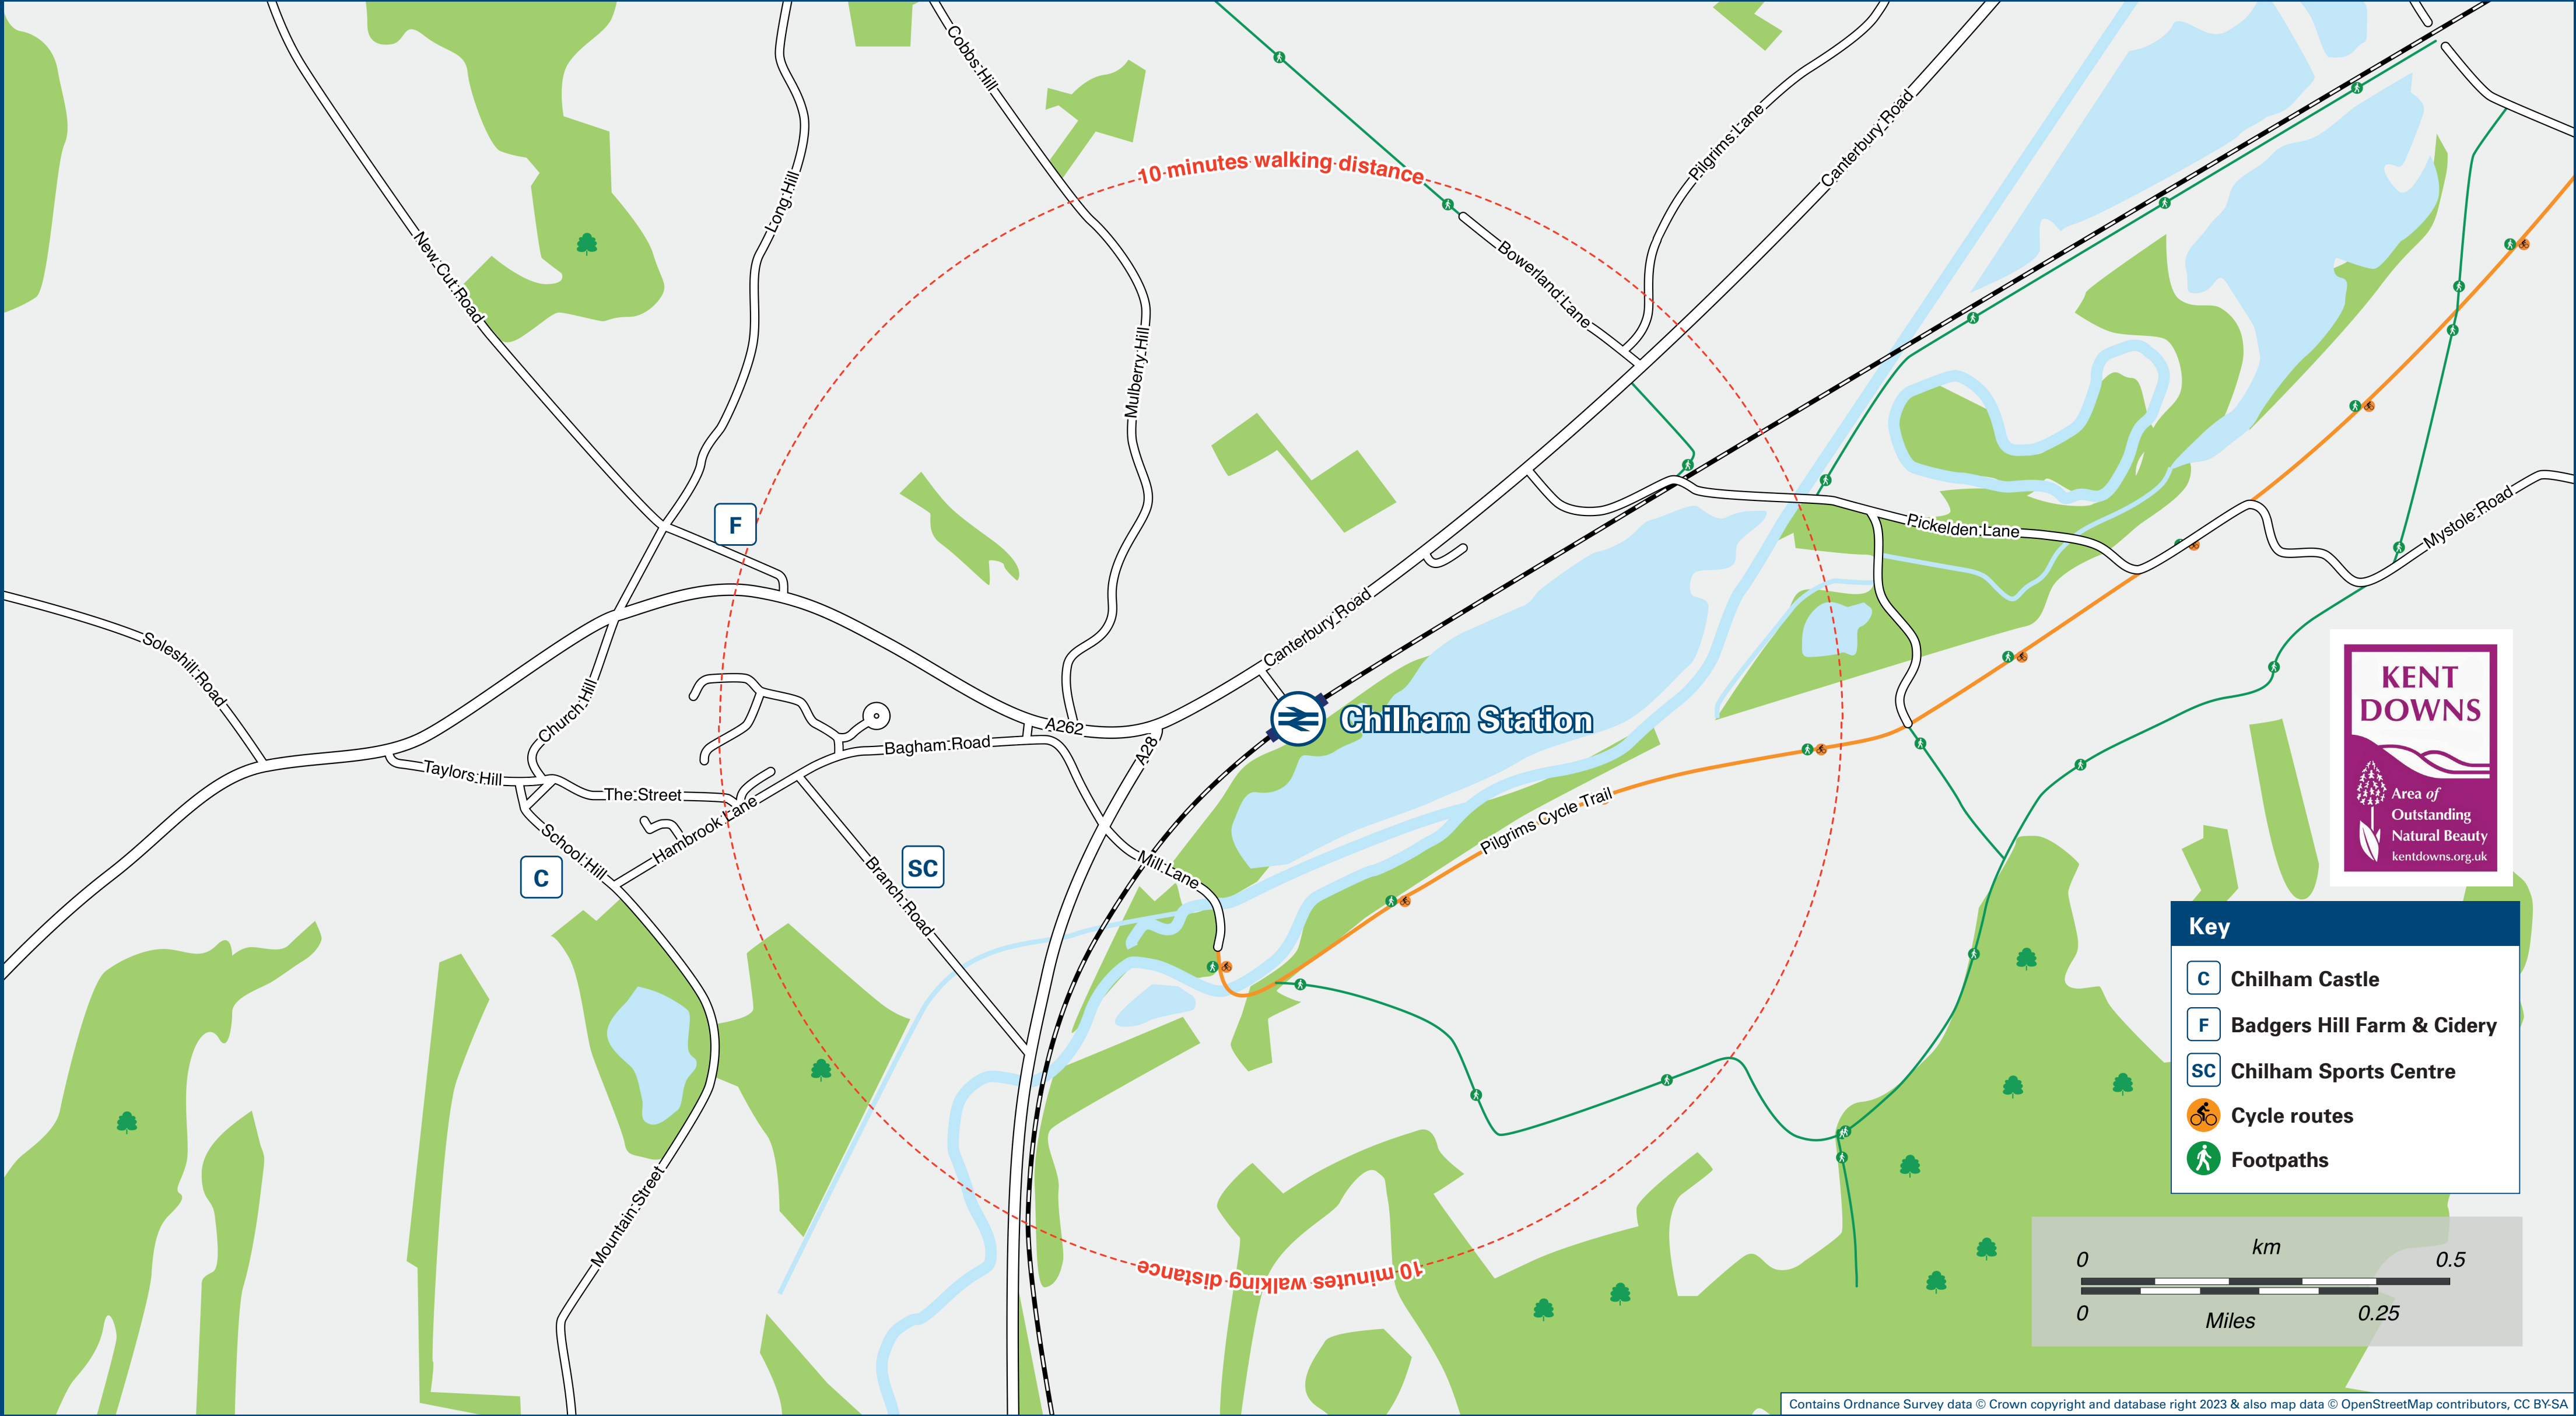 Cobbs Hill
Pilgrims Lane
Canterbury Road
10 minutes walking distance
Long Hill
New Cut Road
Bowerland Lane
Mulberry Hill
F
Pickelden Lane
Mystole Road
Canterbury Road
Soleshill Road
Church Hill
A262
Chilham Station
Bagham Road
A28
Taylors Hill
The Street
Hambrook Lane
School Hill
C
SC
Branch Road
Mill Lane
Pilgrims Cycle Trail
Mountain Street
10 minutes walking distance
KENT
DOWNS
Area of
Outstanding
Natural Beauty
kentdowns.org.uk
Key
C Chilham Castle
F Badgers Hill Farm & Cidery
SC Chilham Sports Centre
Cycle routes
Footpaths
km
0 0.5
0 0.25
Miles
Contains Ordnance Survey data © Crown copyright and database right 2023 & also map data © OpenStreetMap contributors, CC BY-SA